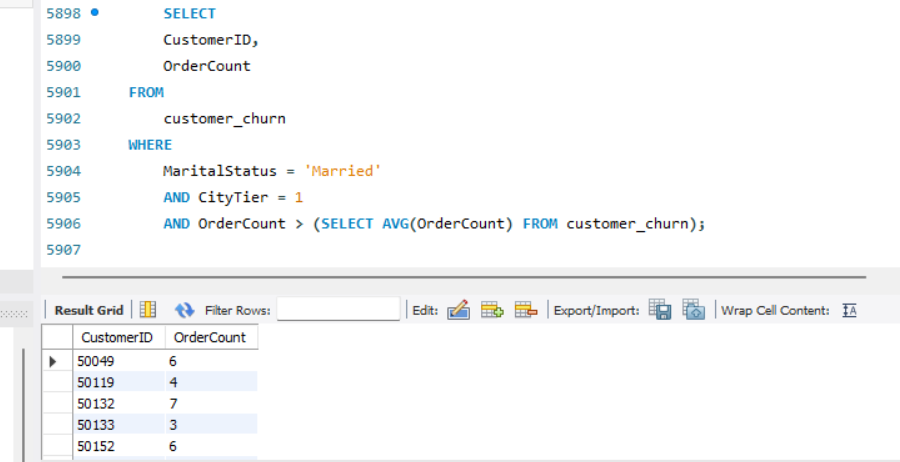 5898 SELECT
5899 CustomerID,
5900 OrderCount
5901 FROM
5902 customer_churn
5903 WHERE
5904 MaritalStatus = 'Married'
5905 AND CityTier = 1
5906 AND OrderCount > (SELECT AVG(OrderCount) FROM customer_churn);
5907
Result Grid Filter Rows: Edit: Export/Import: Wrap Cell Content: IA
CustomerID OrderCount
50049 6
50119 4
50132 7
50133 3
50152 6